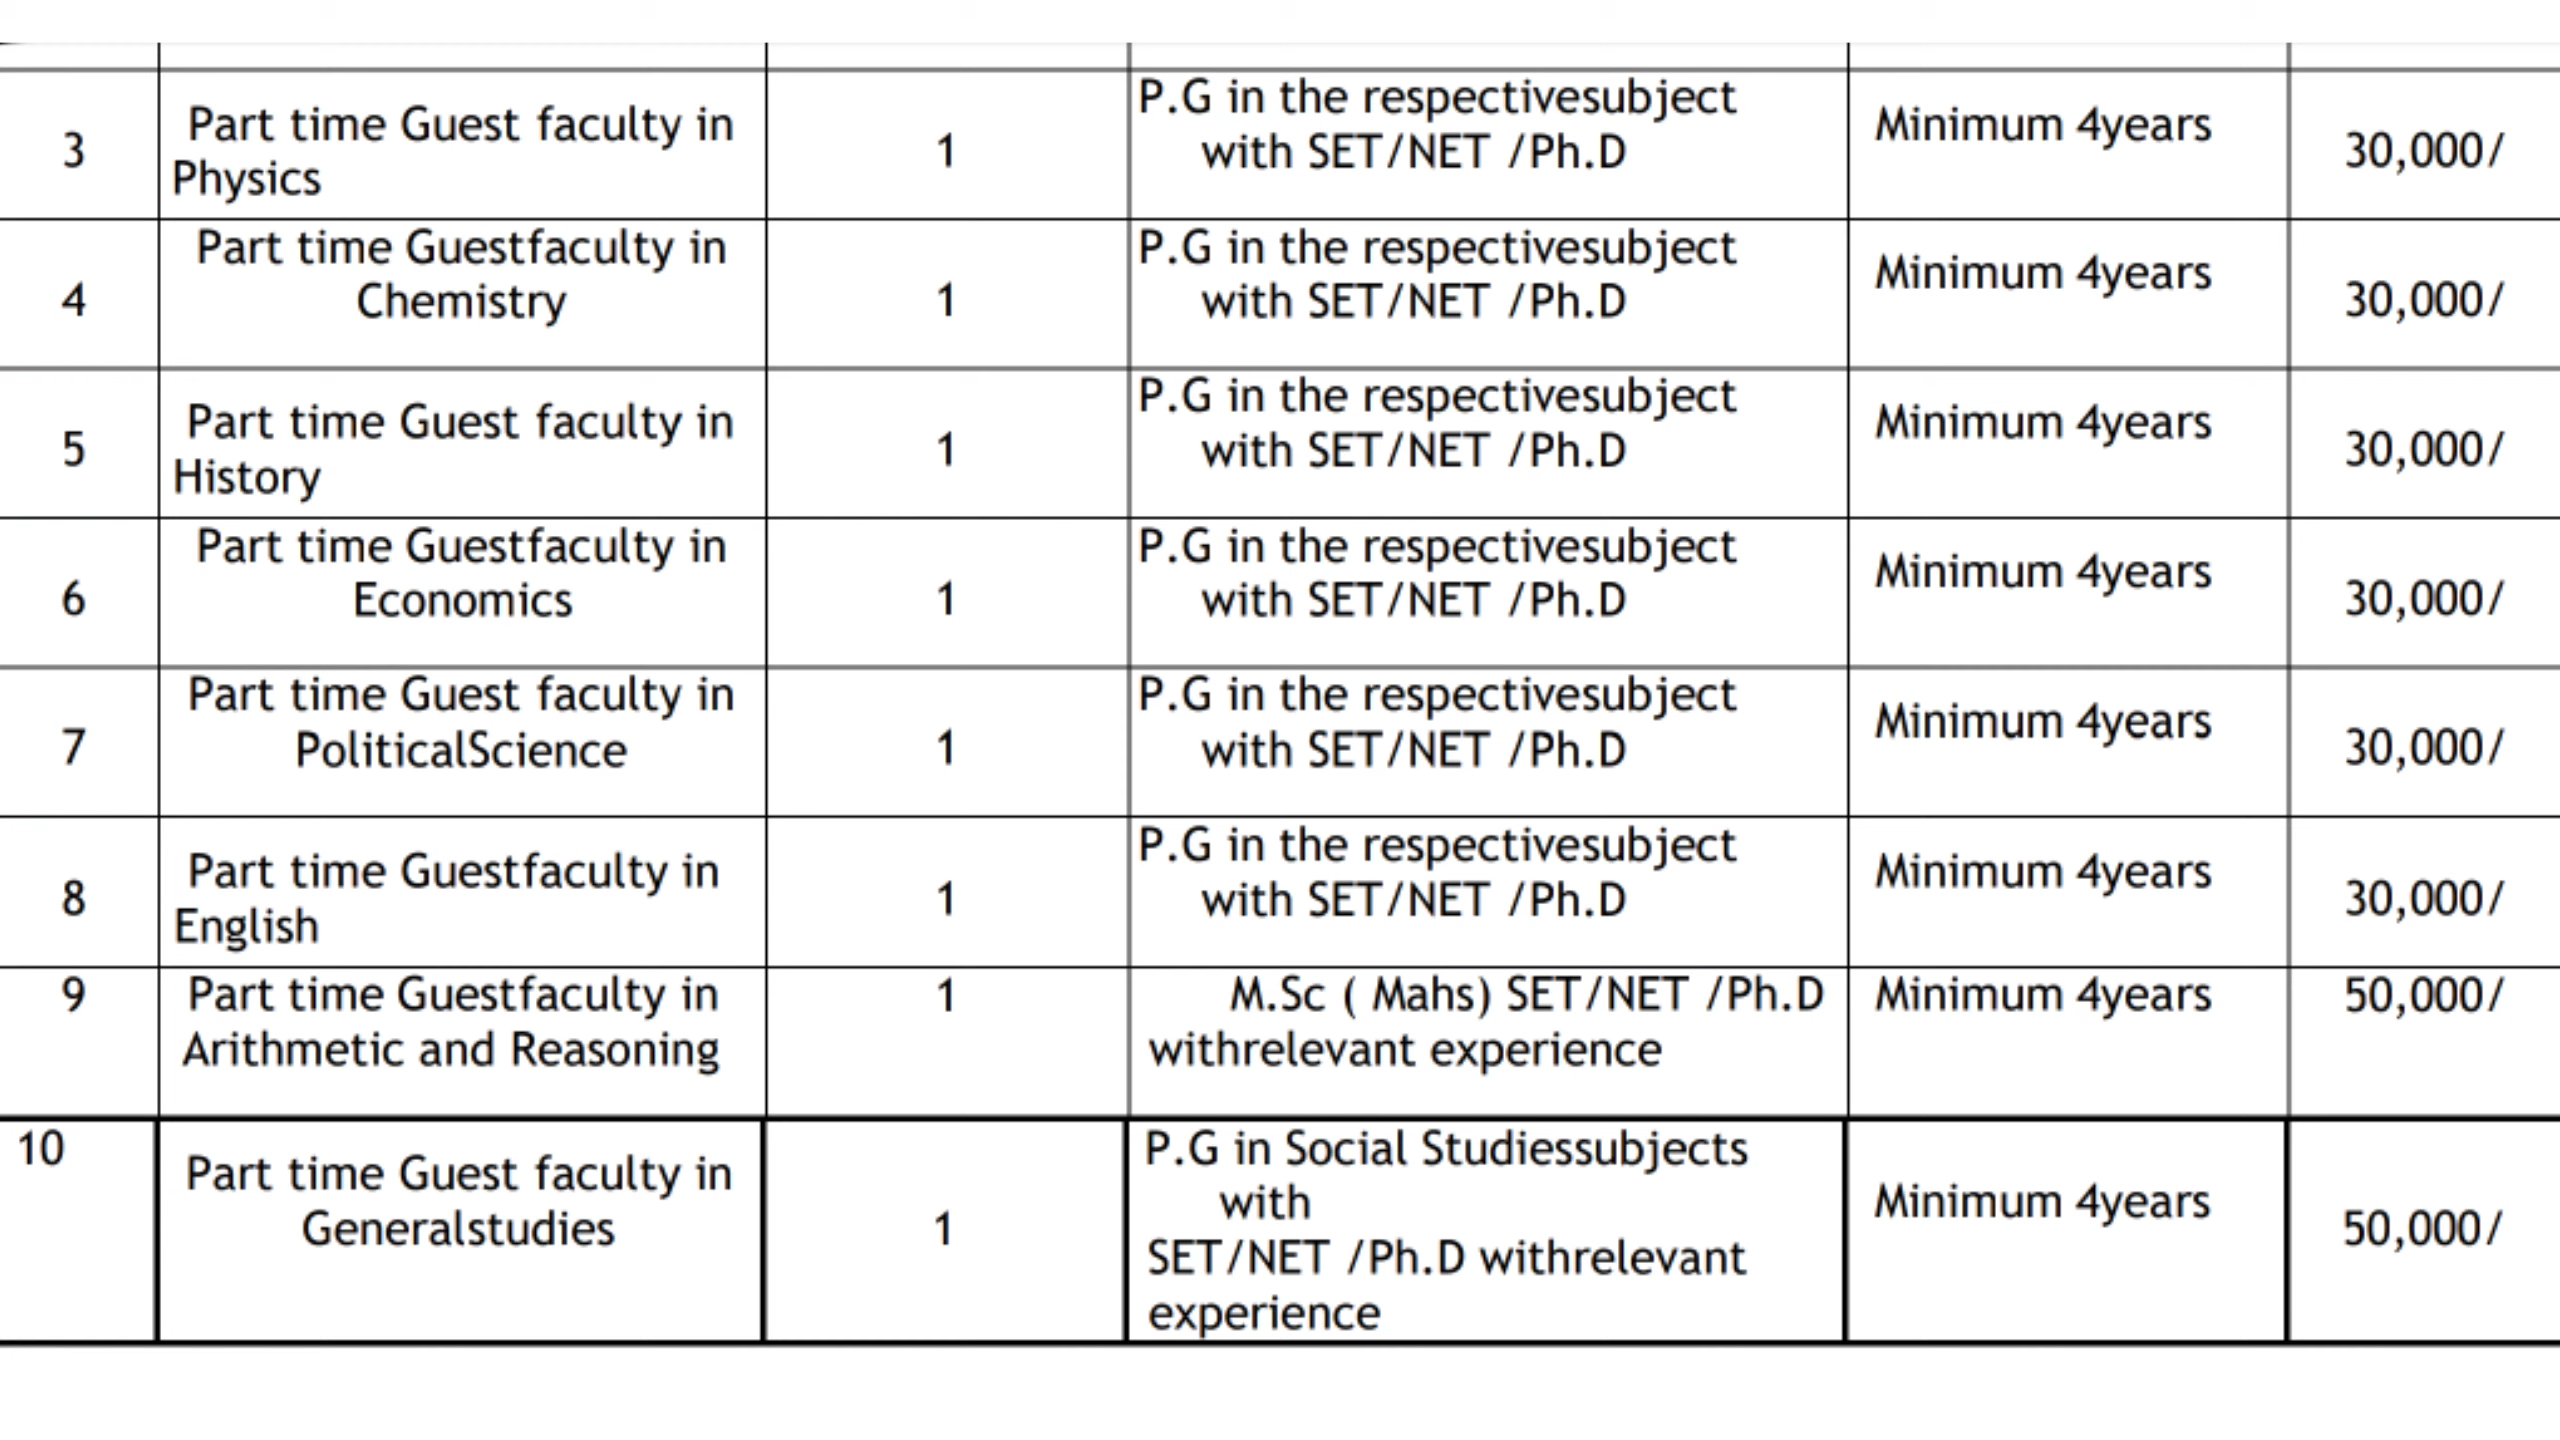 3
Part time Guest faculty in
Physics
1
P.G in the respectivesubject
with SET/NET /Ph.D
Minimum 4years
30,000/
4
Part time Guestfaculty in
Chemistry
1
P.G in the respectivesubject
with SET/NET /Ph.D
Minimum 4years
30,000/
5
Part time Guest faculty in
History
1
P.G in the respectivesubject
with SET/NET /Ph.D
Minimum 4years
30,000/
6
Part time Guestfaculty in
Economics
1
P.G in the respectivesubject
with SET/NET /Ph.D
Minimum 4years
30,000/
7
Part time Guest faculty in
PoliticalScience
1
P.G in the respectivesubject
with SET/NET /Ph.D
Minimum 4years
30,000/
8
Part time Guestfaculty in
English
1
P.G in the respectivesubject
with SET/NET /Ph.D
Minimum 4years
30,000/
9
Part time Guestfaculty in
Arithmetic and Reasoning
1
M.Sc ( Mahs) SET/NET /Ph.D
withrelevant experience
Minimum 4years
50,000/
10
Part time Guest faculty in
Generalstudies
1
P.G in Social Studiessubjects
with
SET/NET /Ph.D withrelevant
experience
Minimum 4years
50,000/